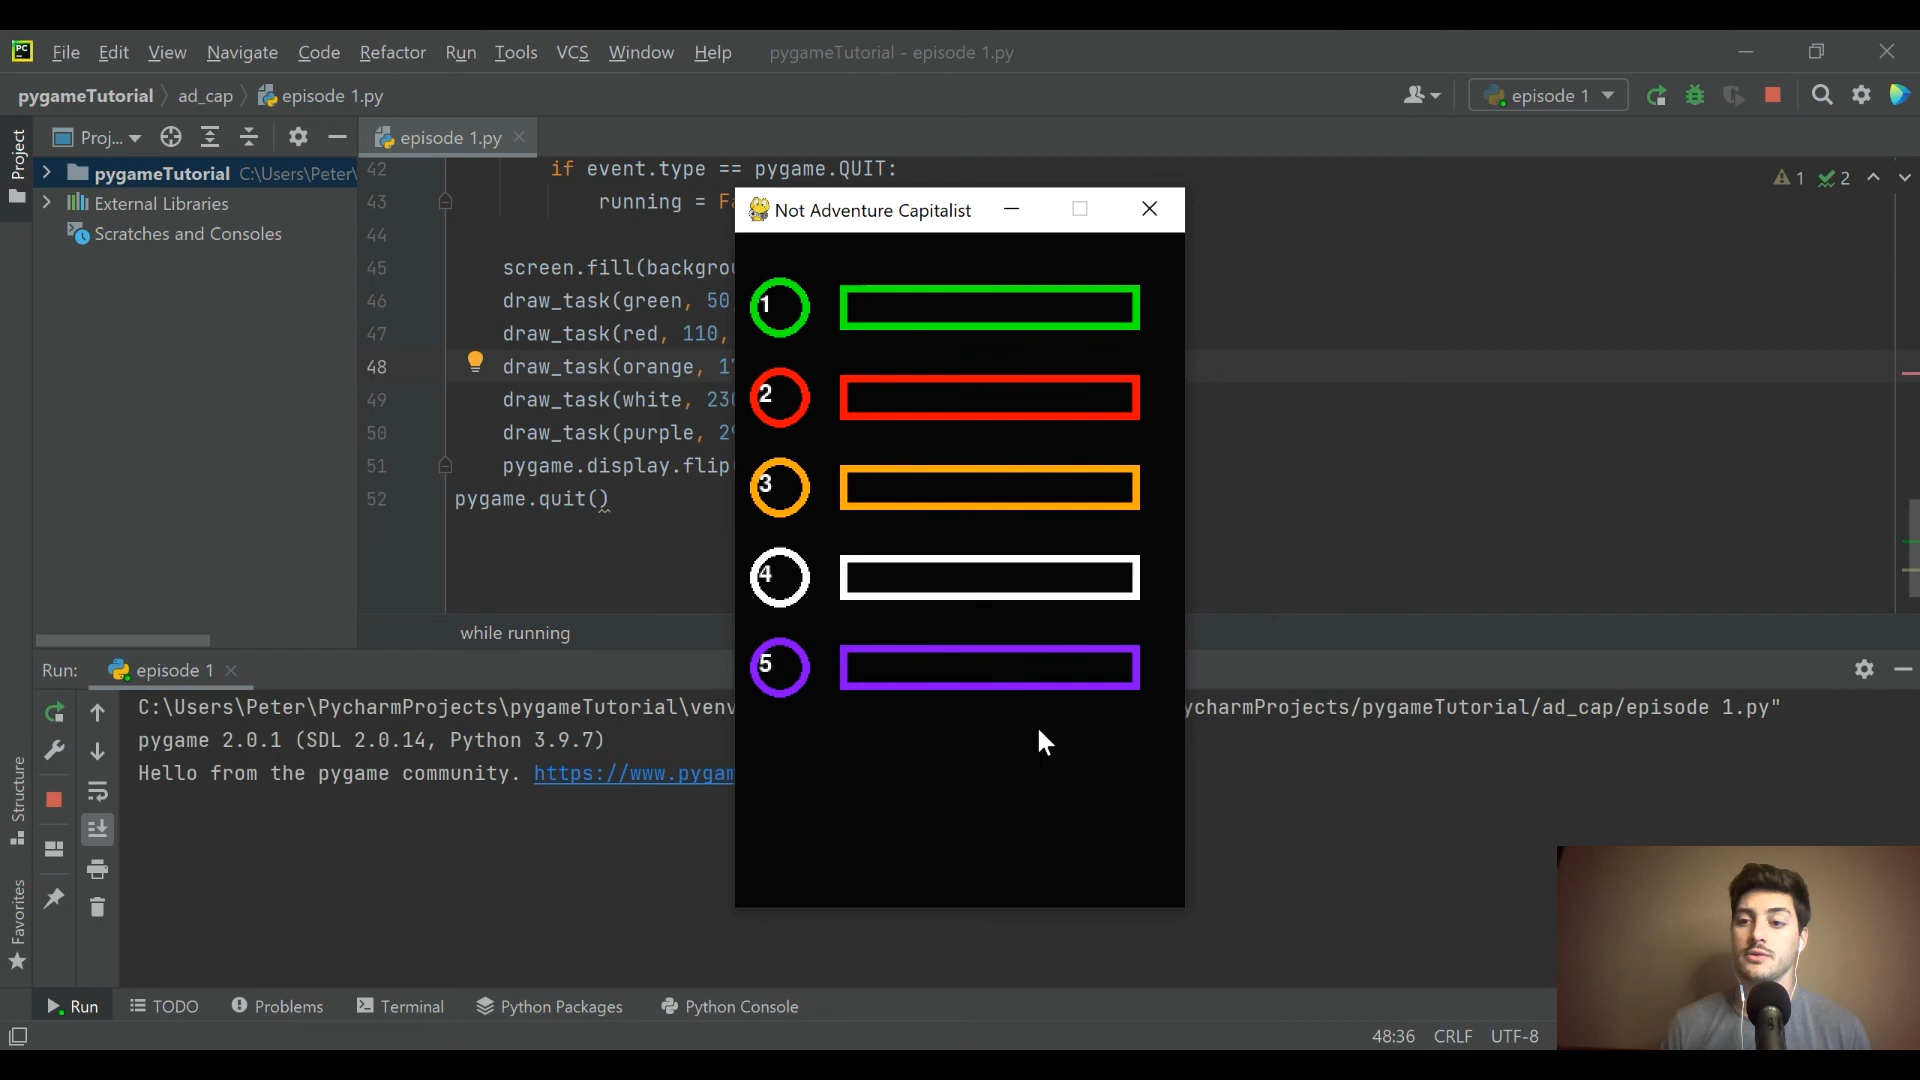 PC File Edit View Navigate Code Refactor Run Tools VCS Window Help pygameTutorial - episode 1.py
pygameTutorial ad_cap episode 1.py episode 1
Project
Proj... episode 1.py
pygameTutorial C:\Users\Peter\
External Libraries
Scratches and Consoles
42 if event.type == pygame.QUIT:
1 2
43 running = F
44
45 screen.fill(backgrou
46 draw_task(green, 50
47 draw_task(red, 110,
48 draw_task(orange, 1
49 draw_task(white, 230
50 draw_task(purple, 29
51 pygame.display.flip
52 pygame.quit()
while running
Not Adventure Capitalist
1
2
3
4
5
Run: episode 1
C:\Users\Peter\PycharmProjects\pygameTutorial\venv ycharmProjects/pygameTutorial/ad_cap/episode 1.py"
pygame 2.0.1 (SDL 2.0.14, Python 3.9.7)
Hello from the pygame community. https://www.pygam
Structure
Favorites
Run TODO Problems Terminal Python Packages Python Console
48:36 CRLF UTF-8